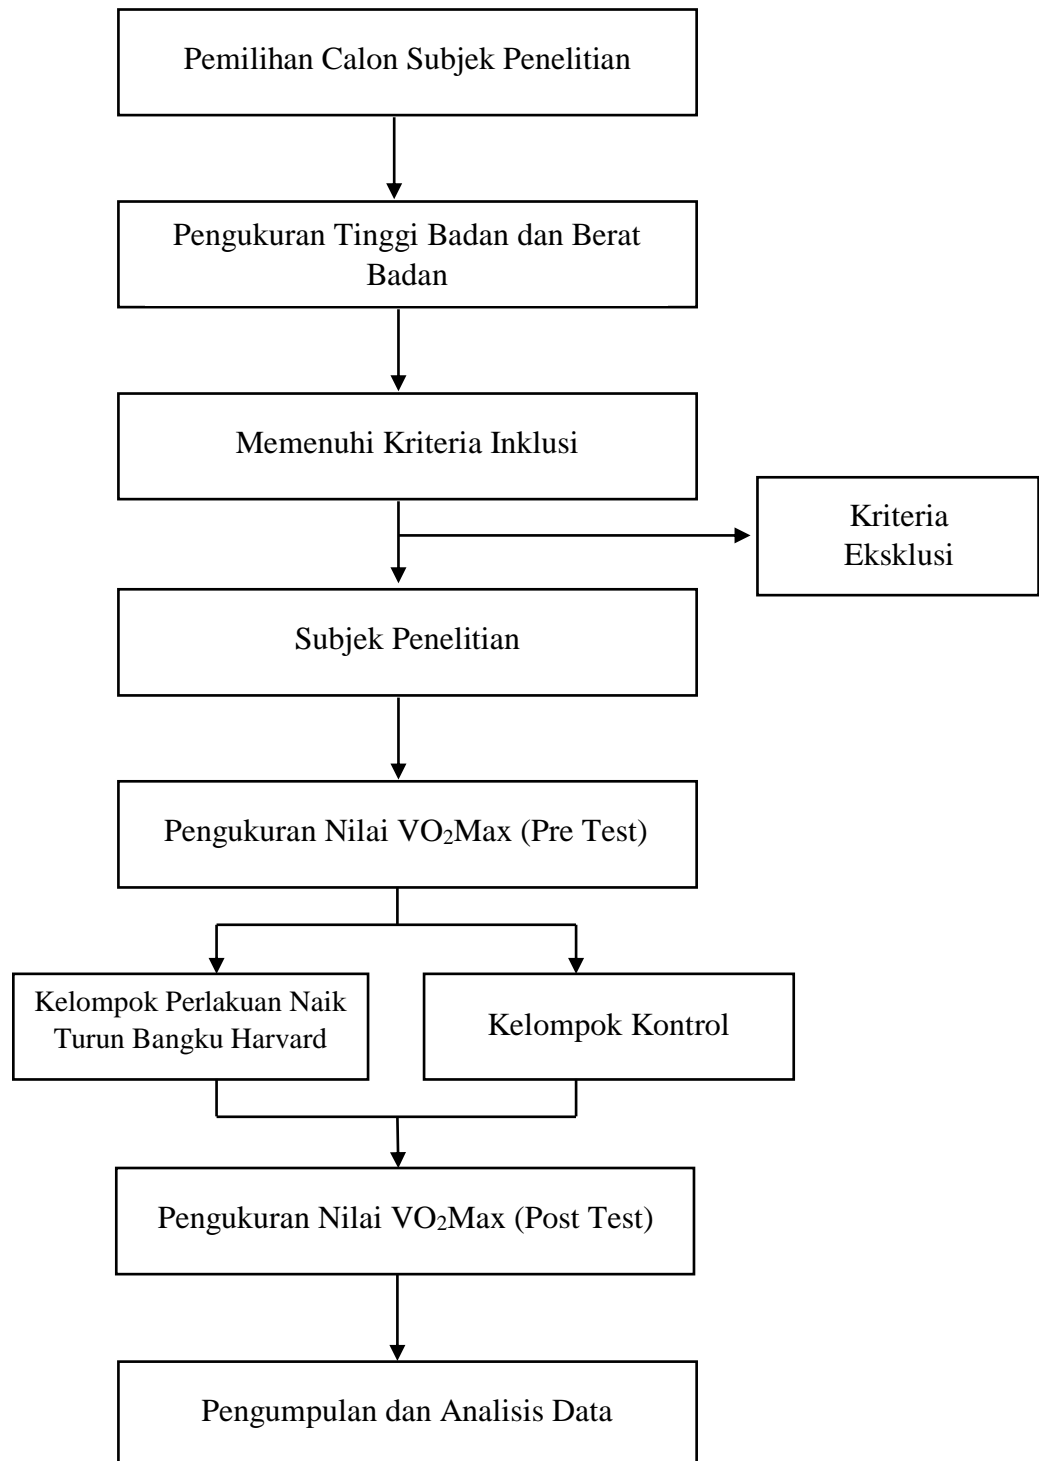 Pemilihan Calon Subjek Penelitian
Pengukuran Tinggi Badan dan Berat
Badan
Memenuhi Kriteria Inklusi
Kriteria
Eksklusi
Subjek Penelitian
Pengukuran Nilai VO₂Max (Pre Test)
Kelompok Perlakuan Naik
Turun Bangku Harvard
Kelompok Kontrol
Pengukuran Nilai VO₂Max (Post Test)
Pengumpulan dan Analisis Data